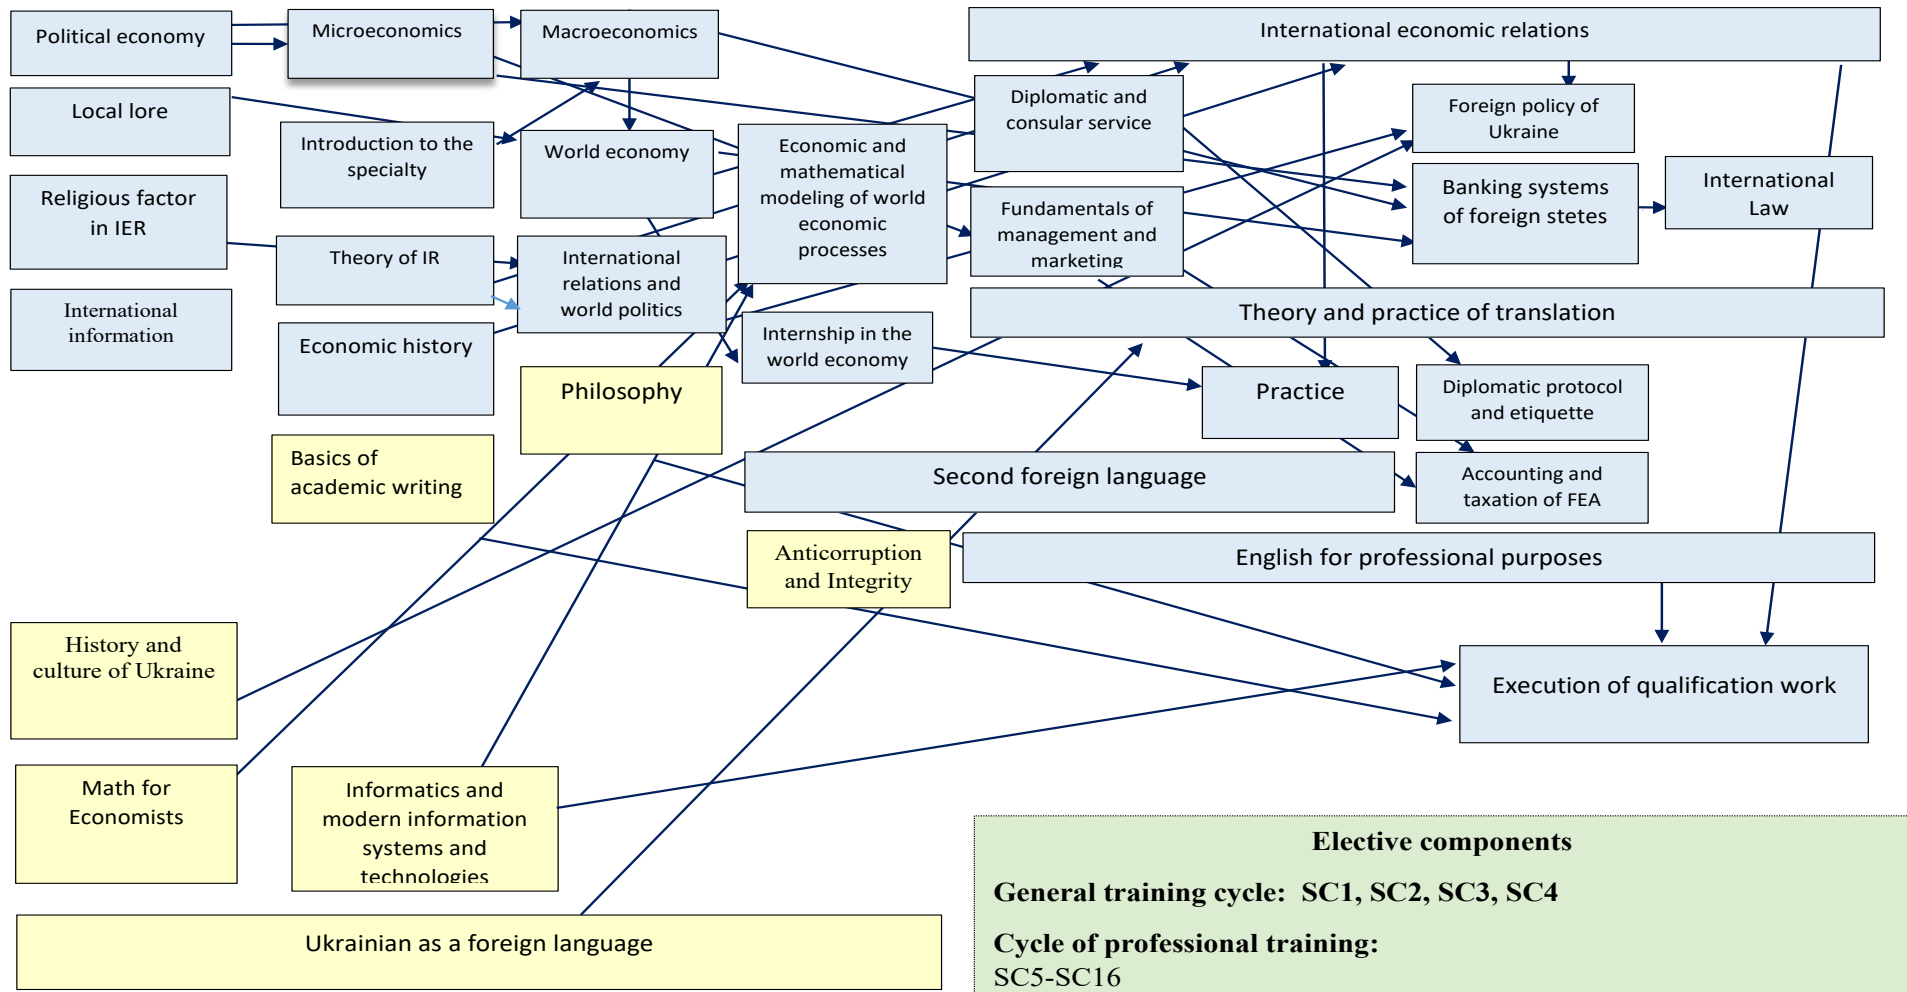 Political economy
Microeconomics
Macroeconomics
International economic relations
Local lore
Introduction to the
specialty
World economy
Economic and
mathematical
modeling of world
economic
processes
Diplomatic and
consular service
Foreign policy of
Ukraine
Religious factor
in IER
Theory of IR
International
relations and
world politics
Fundamentals of
management and
marketing
Banking systems
of foreign stetes
International
Law
International
information
Economic history
Internship in the
world economy
Theory and practice of translation
Philosophy
Practice
Diplomatic protocol
and etiquette
Basics of
academic writing
Second foreign language
Accounting and
taxation of FEA
Anticorruption
and Integrity
English for professional purposes
History and
culture of Ukraine
Execution of qualification work
Math for
Economists
Informatics and
modern information
systems and
technologies
Ukrainian as a foreign language
Elective components
General training cycle: SC1, SC2, SC3, SC4
Cycle of professional training:
SC5-SC16